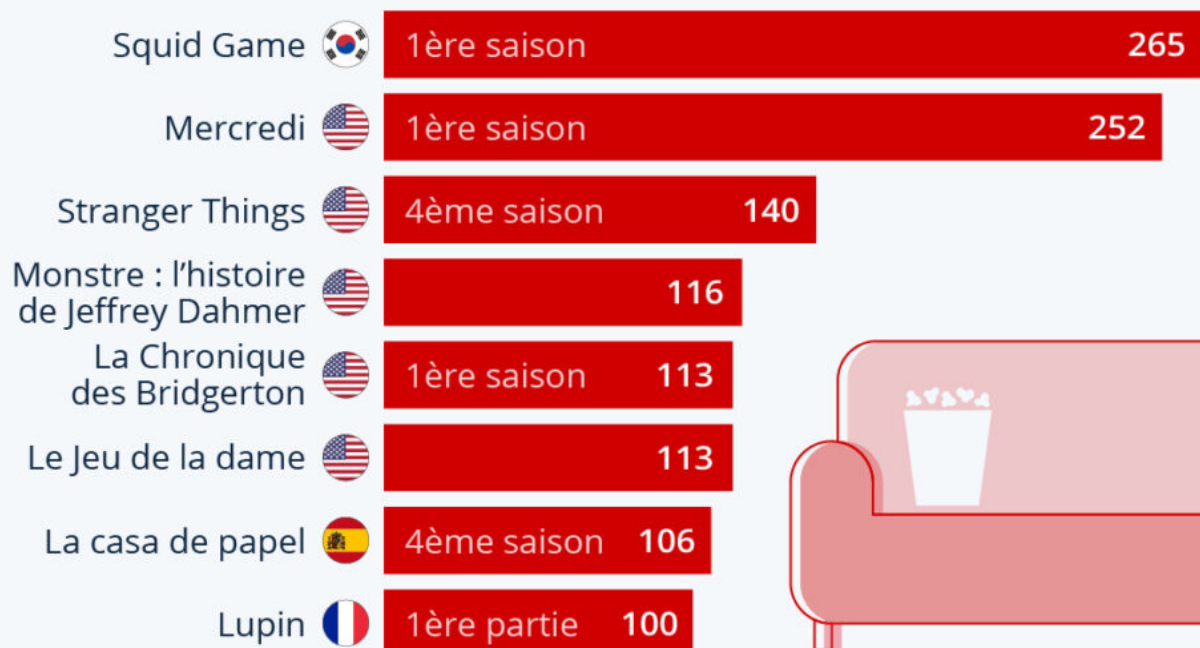 Squid Game 1ère saison 265
Mercredi 1ère saison 252
Stranger Things 4ème saison 140
Monstre : l’histoire
de Jeffrey Dahmer 116
La Chronique
des Bridgerton 1ère saison 113
Le Jeu de la dame 113
La casa de papel 4ème saison 106
Lupin 1ère partie 100